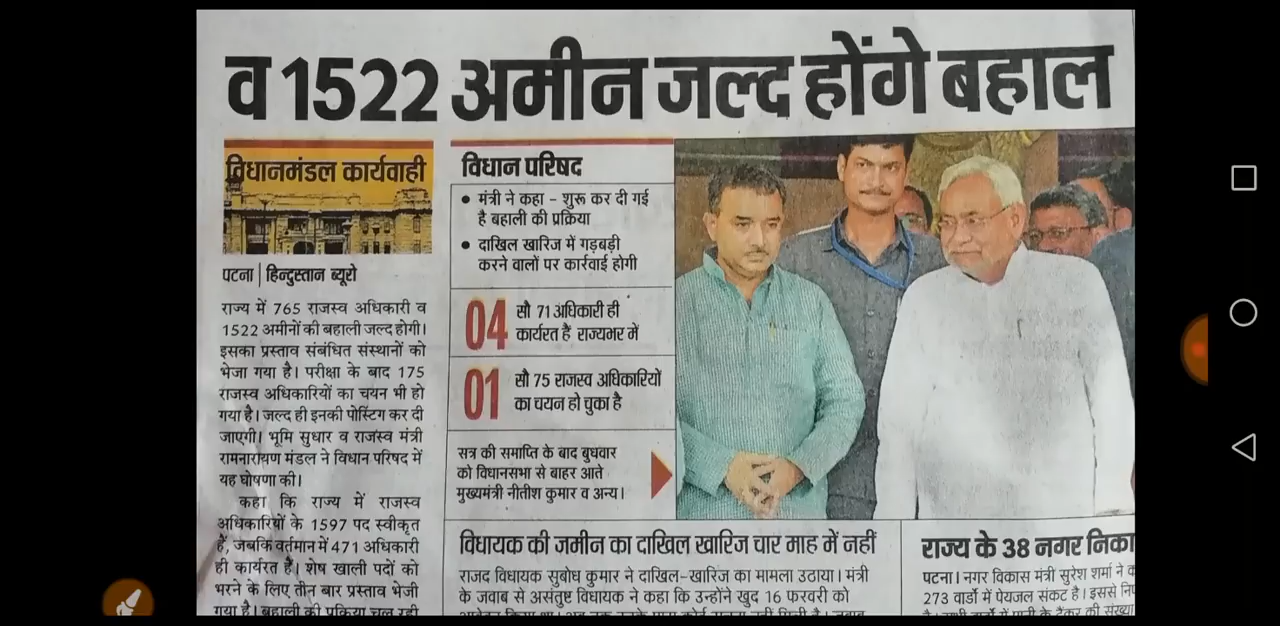 व 1522 अमीन जल्द होंगे बहाल
विधानमंडल कार्यवाही
पटना | हिन्दुस्तान ब्यूरो
राज्य में 765 राजस्व अधिकारी व
1522 अमीनों की बहाली जल्द होगी।
इसका प्रस्ताव संबंधित संस्थानों को
भेजा गया है। परीक्षा के बाद 175
राजस्व अधिकारियों का चयन भी हो
गया है। जल्द ही इनकी पोस्टिंग कर दी
जाएगी। भूमि सुधार व राजस्व मंत्री
रामनारायण मंडल ने विधान परिषद में
यह घोषणा की।
कहा कि राज्य में राजस्व
अधिकारियों के 1597 पद स्वीकृत
हैं, जबकि वर्तमान में 471 अधिकारी
ही कार्यरत हैं। शेष खाली पदों को
भरने के लिए तीन बार प्रस्ताव भेजी
गया है। बहाली की प्रक्रिया चल रही
विधान परिषद
• मंत्री ने कहा - शुरू कर दी गई
है बहाली की प्रक्रिया
• दाखिल खारिज में गड़बड़ी
करने वालों पर कार्रवाई होगी
04 सौ 71 अधिकारी ही
कार्यरत हैं राज्यभर में
01 सौ 75 राजस्व अधिकारियों
का चयन हो चुका है
सत्र की समाप्ति के बाद बुधवार
को विधानसभा से बाहर आते
मुख्यमंत्री नीतीश कुमार व अन्य।
विधायक की जमीन का दाखिल खारिज चार माह में नहीं
राजद विधायक सुबोध कुमार ने दाखिल-खारिज का मामला उठाया। मंत्री
के जवाब से असंतुष्ट विधायक ने कहा कि उन्होंने खुद 16 फरवरी को
राज्य के 38 नगर निका
पटना। नगर विकास मंत्री सुरेश शर्मा ने क
273 वार्डो में पेयजल संकट है। इससे निप